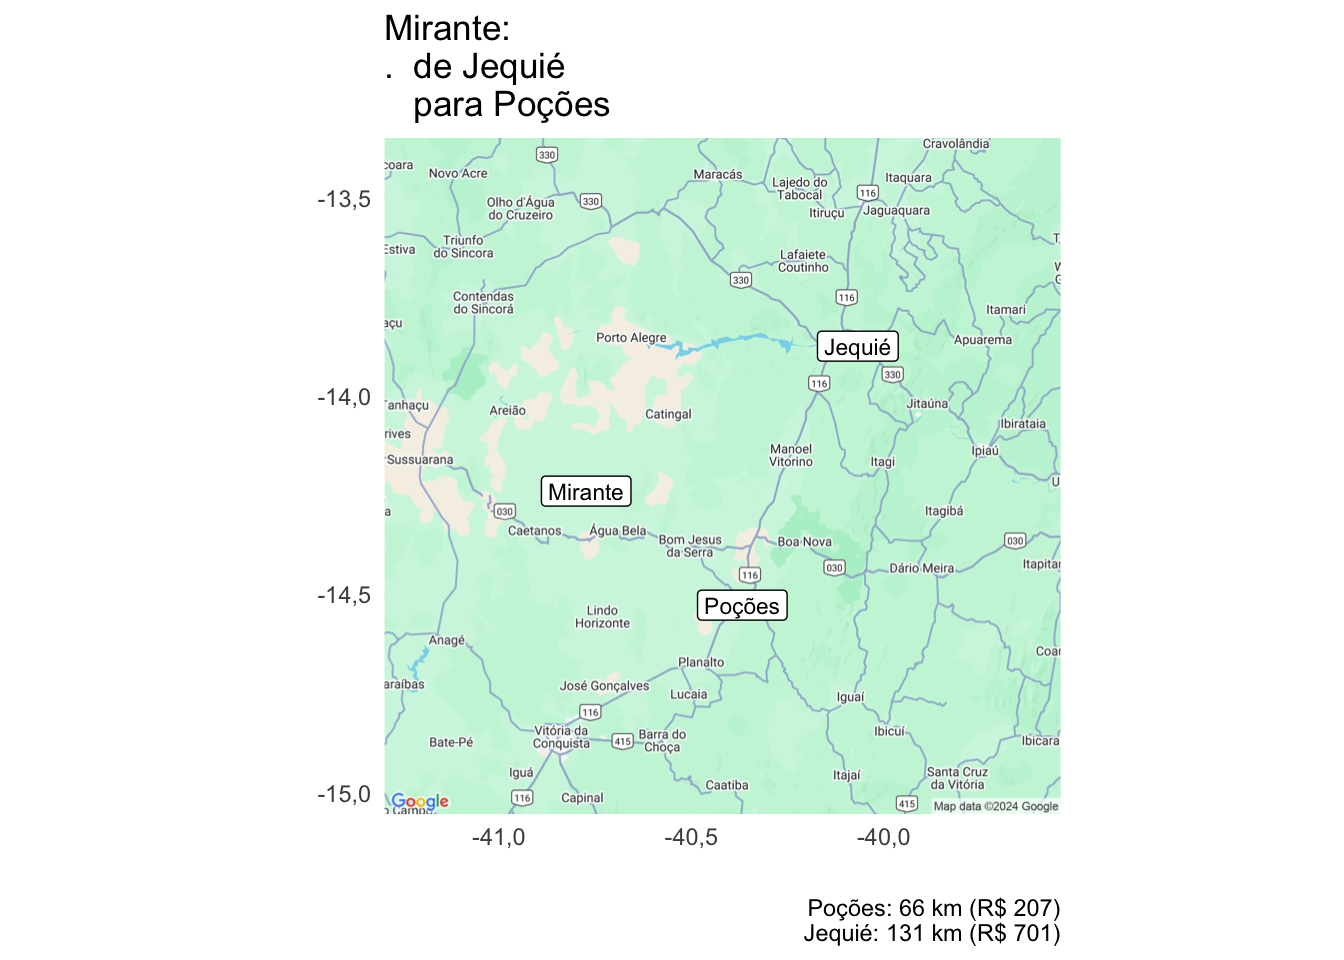 Mirante:
.  de Jequié
para Poções
Cravolândia
330
coara
Novo Acre
Maracás
Lajedo do
Tabocal
Itaquara
116
-13,5
Olho d'Água
do Cruzeiro
330
Itiruçu
Jaguaquara
Estiva
Triunfo
do Sincora
Lafaiete
Coutinho
T
W
G
330
Contendas
do Sincorá
116
Itamari
açu
Porto Alegre
Jequié
Apuarema
330
116
-14,0
Tanhaçu
Areião
Catingal
Jitaúna
Ibirataia
rives
Sussuarana
Manoel
Vitorino
Itagi
Ipiaú
U
Mirante
a
030
Itagibá
Caetanos
Água Bela
Bom Jesus
da Serra
Boa Nova
030
116
030
Dário Meira
Itapitar
-14,5
Poções
Lindo
Horizonte
Anagé
Coar
Planalto
araíbas
José Gonçalves
Lucaia
Iguaí
116
Vitória da
Conquista
415
Barra do
Choça
Ibicuí
Bate-Pé
Ibicara
Iguá
Caatiba
Itajaí
Santa Cruz
da Vitória
-15,0
Google
o Campo
116
Capinal
415
Map data ©2024 Google
-41,0
-40,5
-40,0
Poções: 66 km (R$ 207)
Jequié: 131 km (R$ 701)